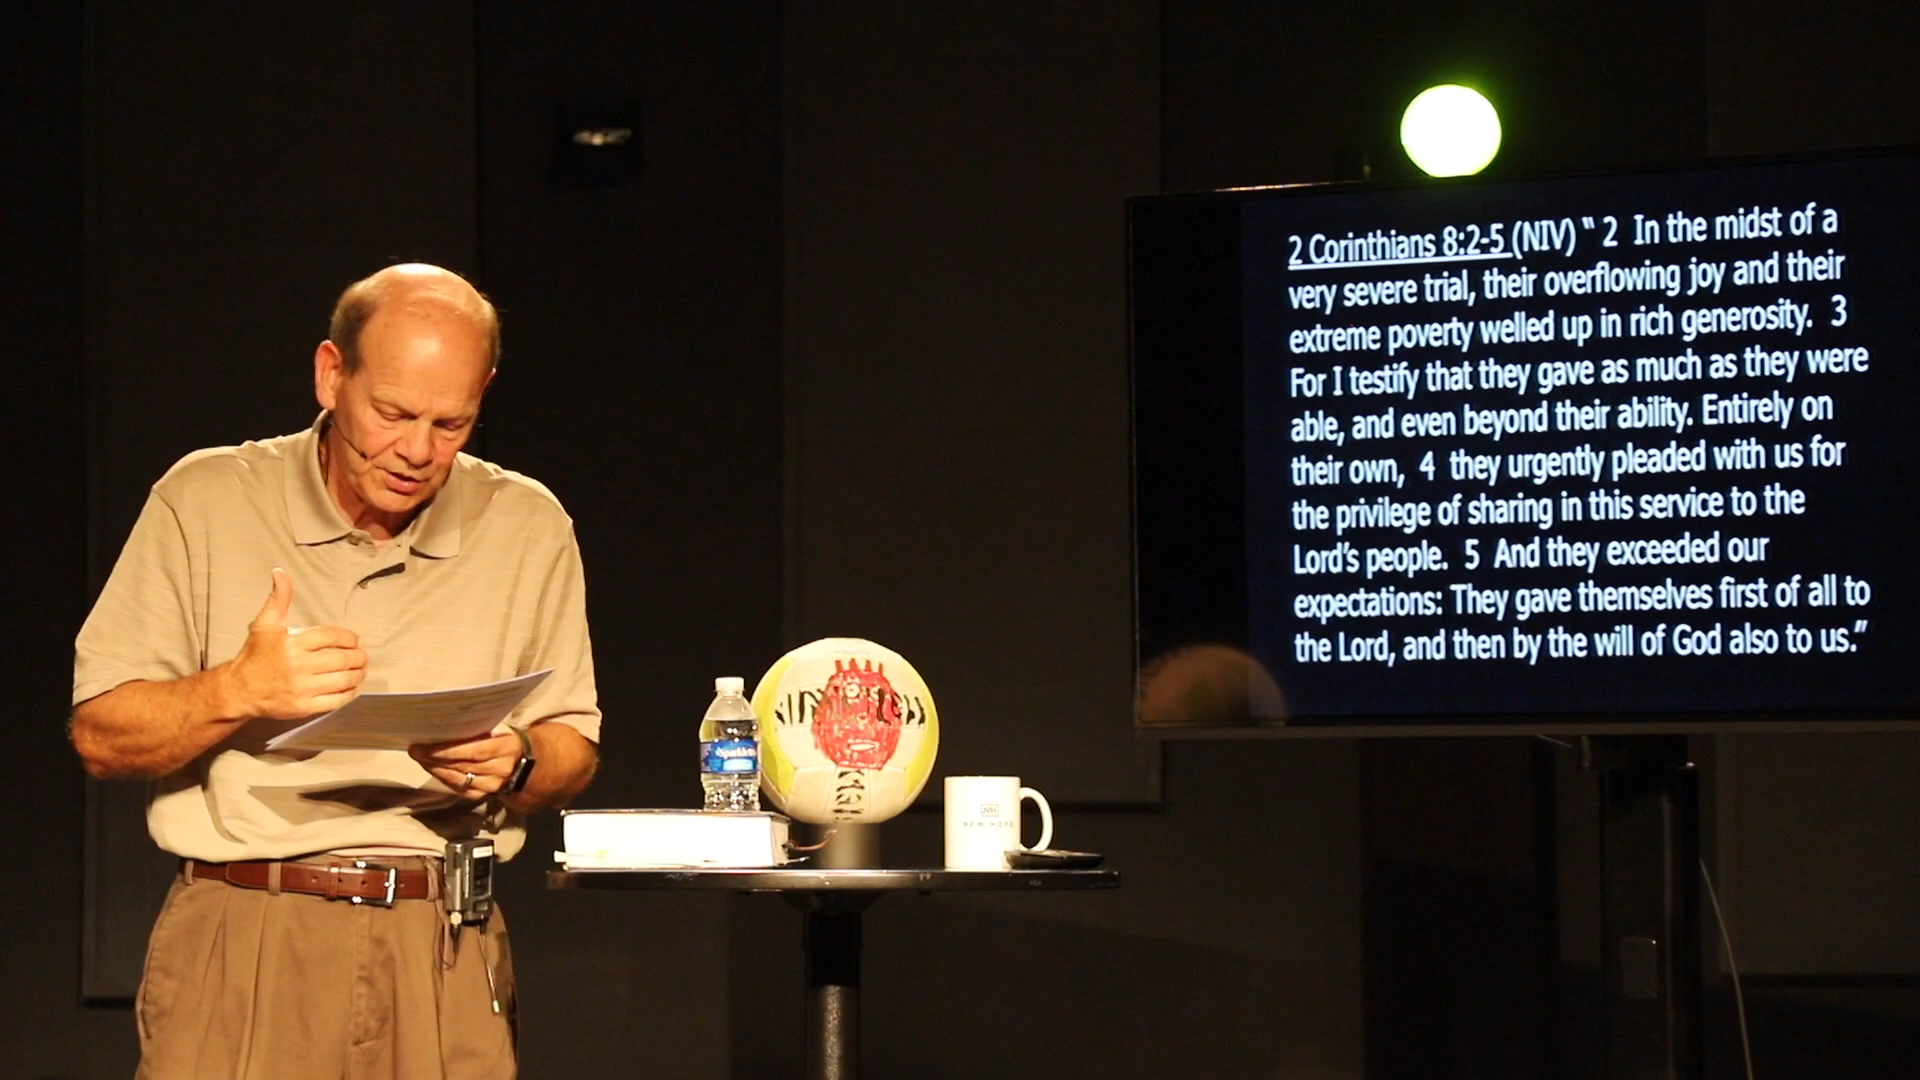 2 Corinthians 8:2-5 (NIV) “ 2 In the midst of a
very severe trial, their overflowing joy and their
extreme poverty welled up in rich generosity. 3
For I testify that they gave as much as they were
able, and even beyond their ability. Entirely on
their own, 4 they urgently pleaded with us for
the privilege of sharing in this service to the
Lord’s people. 5 And they exceeded our
expectations: They gave themselves first of all to
the Lord, and then by the will of God also to us.”
Sparkletts
NH
NEW HOPE